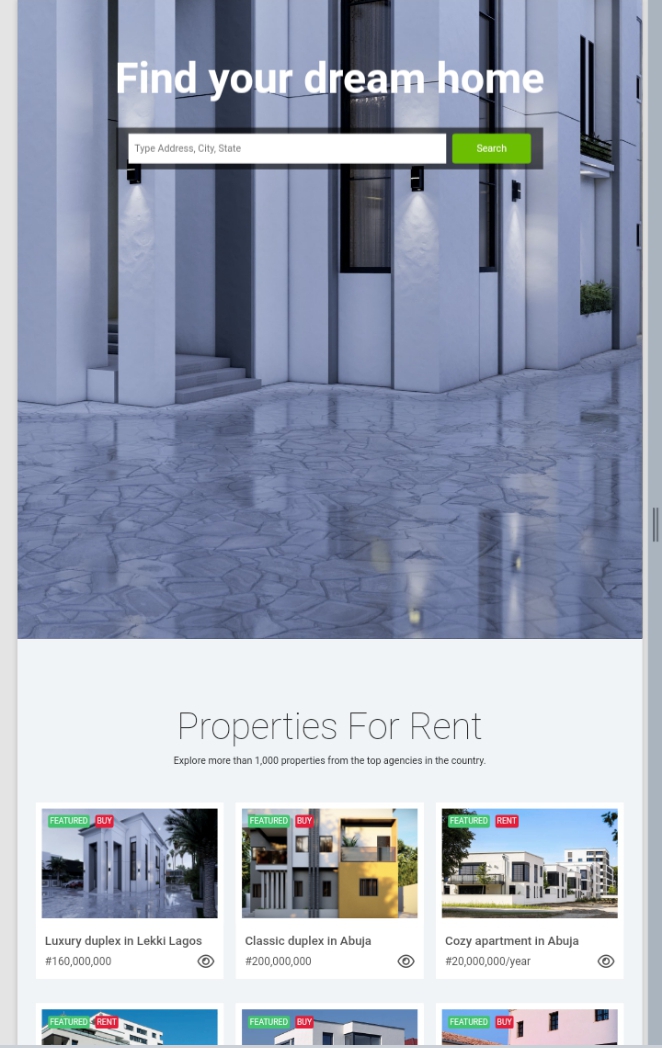 Find your dream home
Type Address, City, State
Search
Properties For Rent
Explore more than 1,000 properties from the top agencies in the country.
FEATURED BUY
FEATURED BUY
FEATURED RENT
Luxury duplex in Lekki Lagos
Classic duplex in Abuja
Cozy apartment in Abuja
#160,000,000
#200,000,000
#20,000,000/year
FEATURED RENT
FEATURED BUY
FEATURED BUY